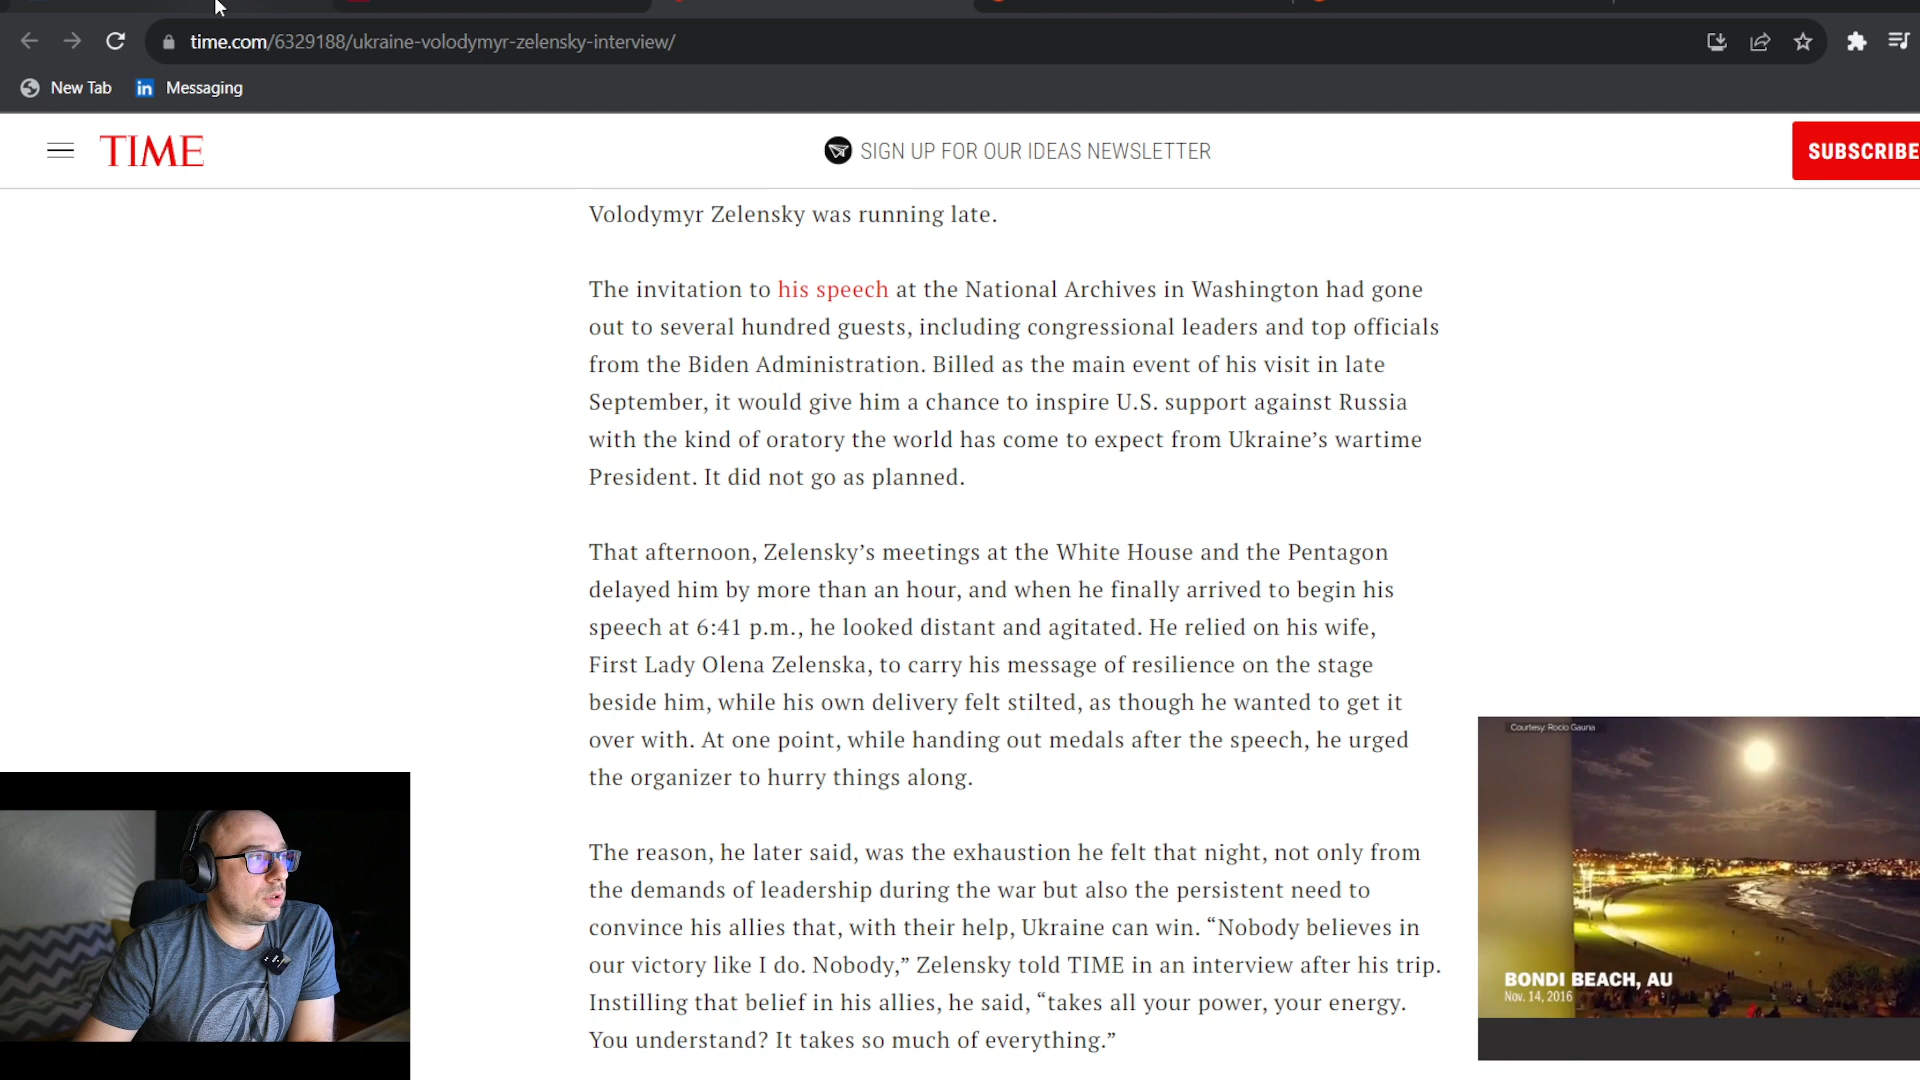 time.com/6329188/ukraine-volodymyr-zelensky-interview/
New Tab
in Messaging
TIME
SIGN UP FOR OUR IDEAS NEWSLETTER
SUBSCRIBE
Volodymyr Zelensky was running late.
The invitation to his speech at the National Archives in Washington had gone
out to several hundred guests, including congressional leaders and top officials
from the Biden Administration. Billed as the main event of his visit in late
September, it would give him a chance to inspire U.S. support against Russia
with the kind of oratory the world has come to expect from Ukraine’s wartime
President. It did not go as planned.
That afternoon, Zelensky’s meetings at the White House and the Pentagon
delayed him by more than an hour, and when he finally arrived to begin his
speech at 6:41 p.m., he looked distant and agitated. He relied on his wife,
First Lady Olena Zelenska, to carry his message of resilience on the stage
beside him, while his own delivery felt stilted, as though he wanted to get it
over with. At one point, while handing out medals after the speech, he urged
the organizer to hurry things along.
The reason, he later said, was the exhaustion he felt that night, not only from
the demands of leadership during the war but also the persistent need to
convince his allies that, with their help, Ukraine can win. “Nobody believes in
our victory like I do. Nobody,” Zelensky told TIME in an interview after his trip.
Instilling that belief in his allies, he said, “takes all your power, your energy.
You understand? It takes so much of everything.”
Courtesy: Rocio Gauna
BONDI BEACH, AU
Nov. 14, 2016